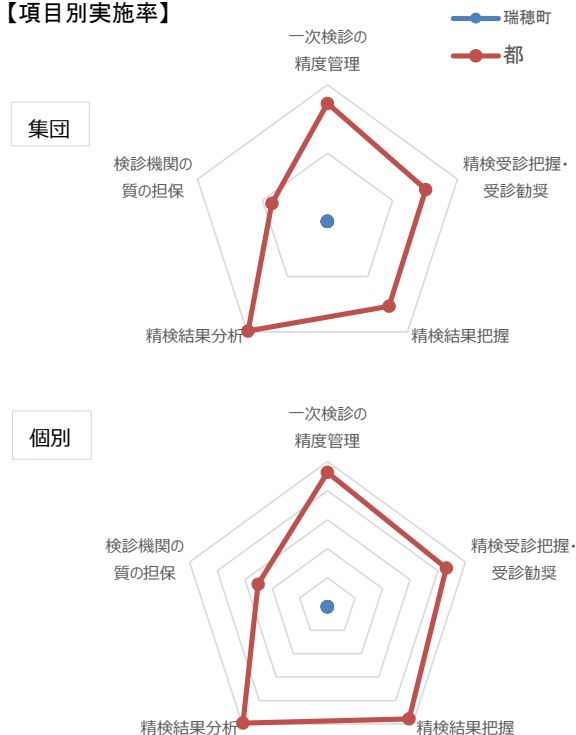 【項目別実施率】
瑞穂町
都
集団
一次検診の
精度管理
精検受診把握・
受診勧奨
精検結果把握
精検結果分析
検診機関の
質の担保
個別
一次検診の
精度管理
精検受診把握・
受診勧奨
精検結果把握
精検結果分析
検診機関の
質の担保